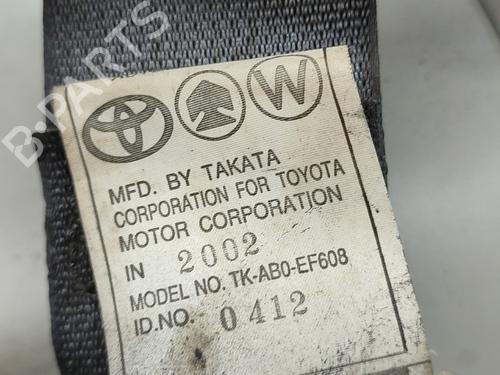 W
MFD. BY TAKATA
CORPORATION FOR TOYOTA
MOTOR CORPORATION
IN 2002
MODEL NO. TK-AB0-EF608
ID.NO. 0412
B-PARTS